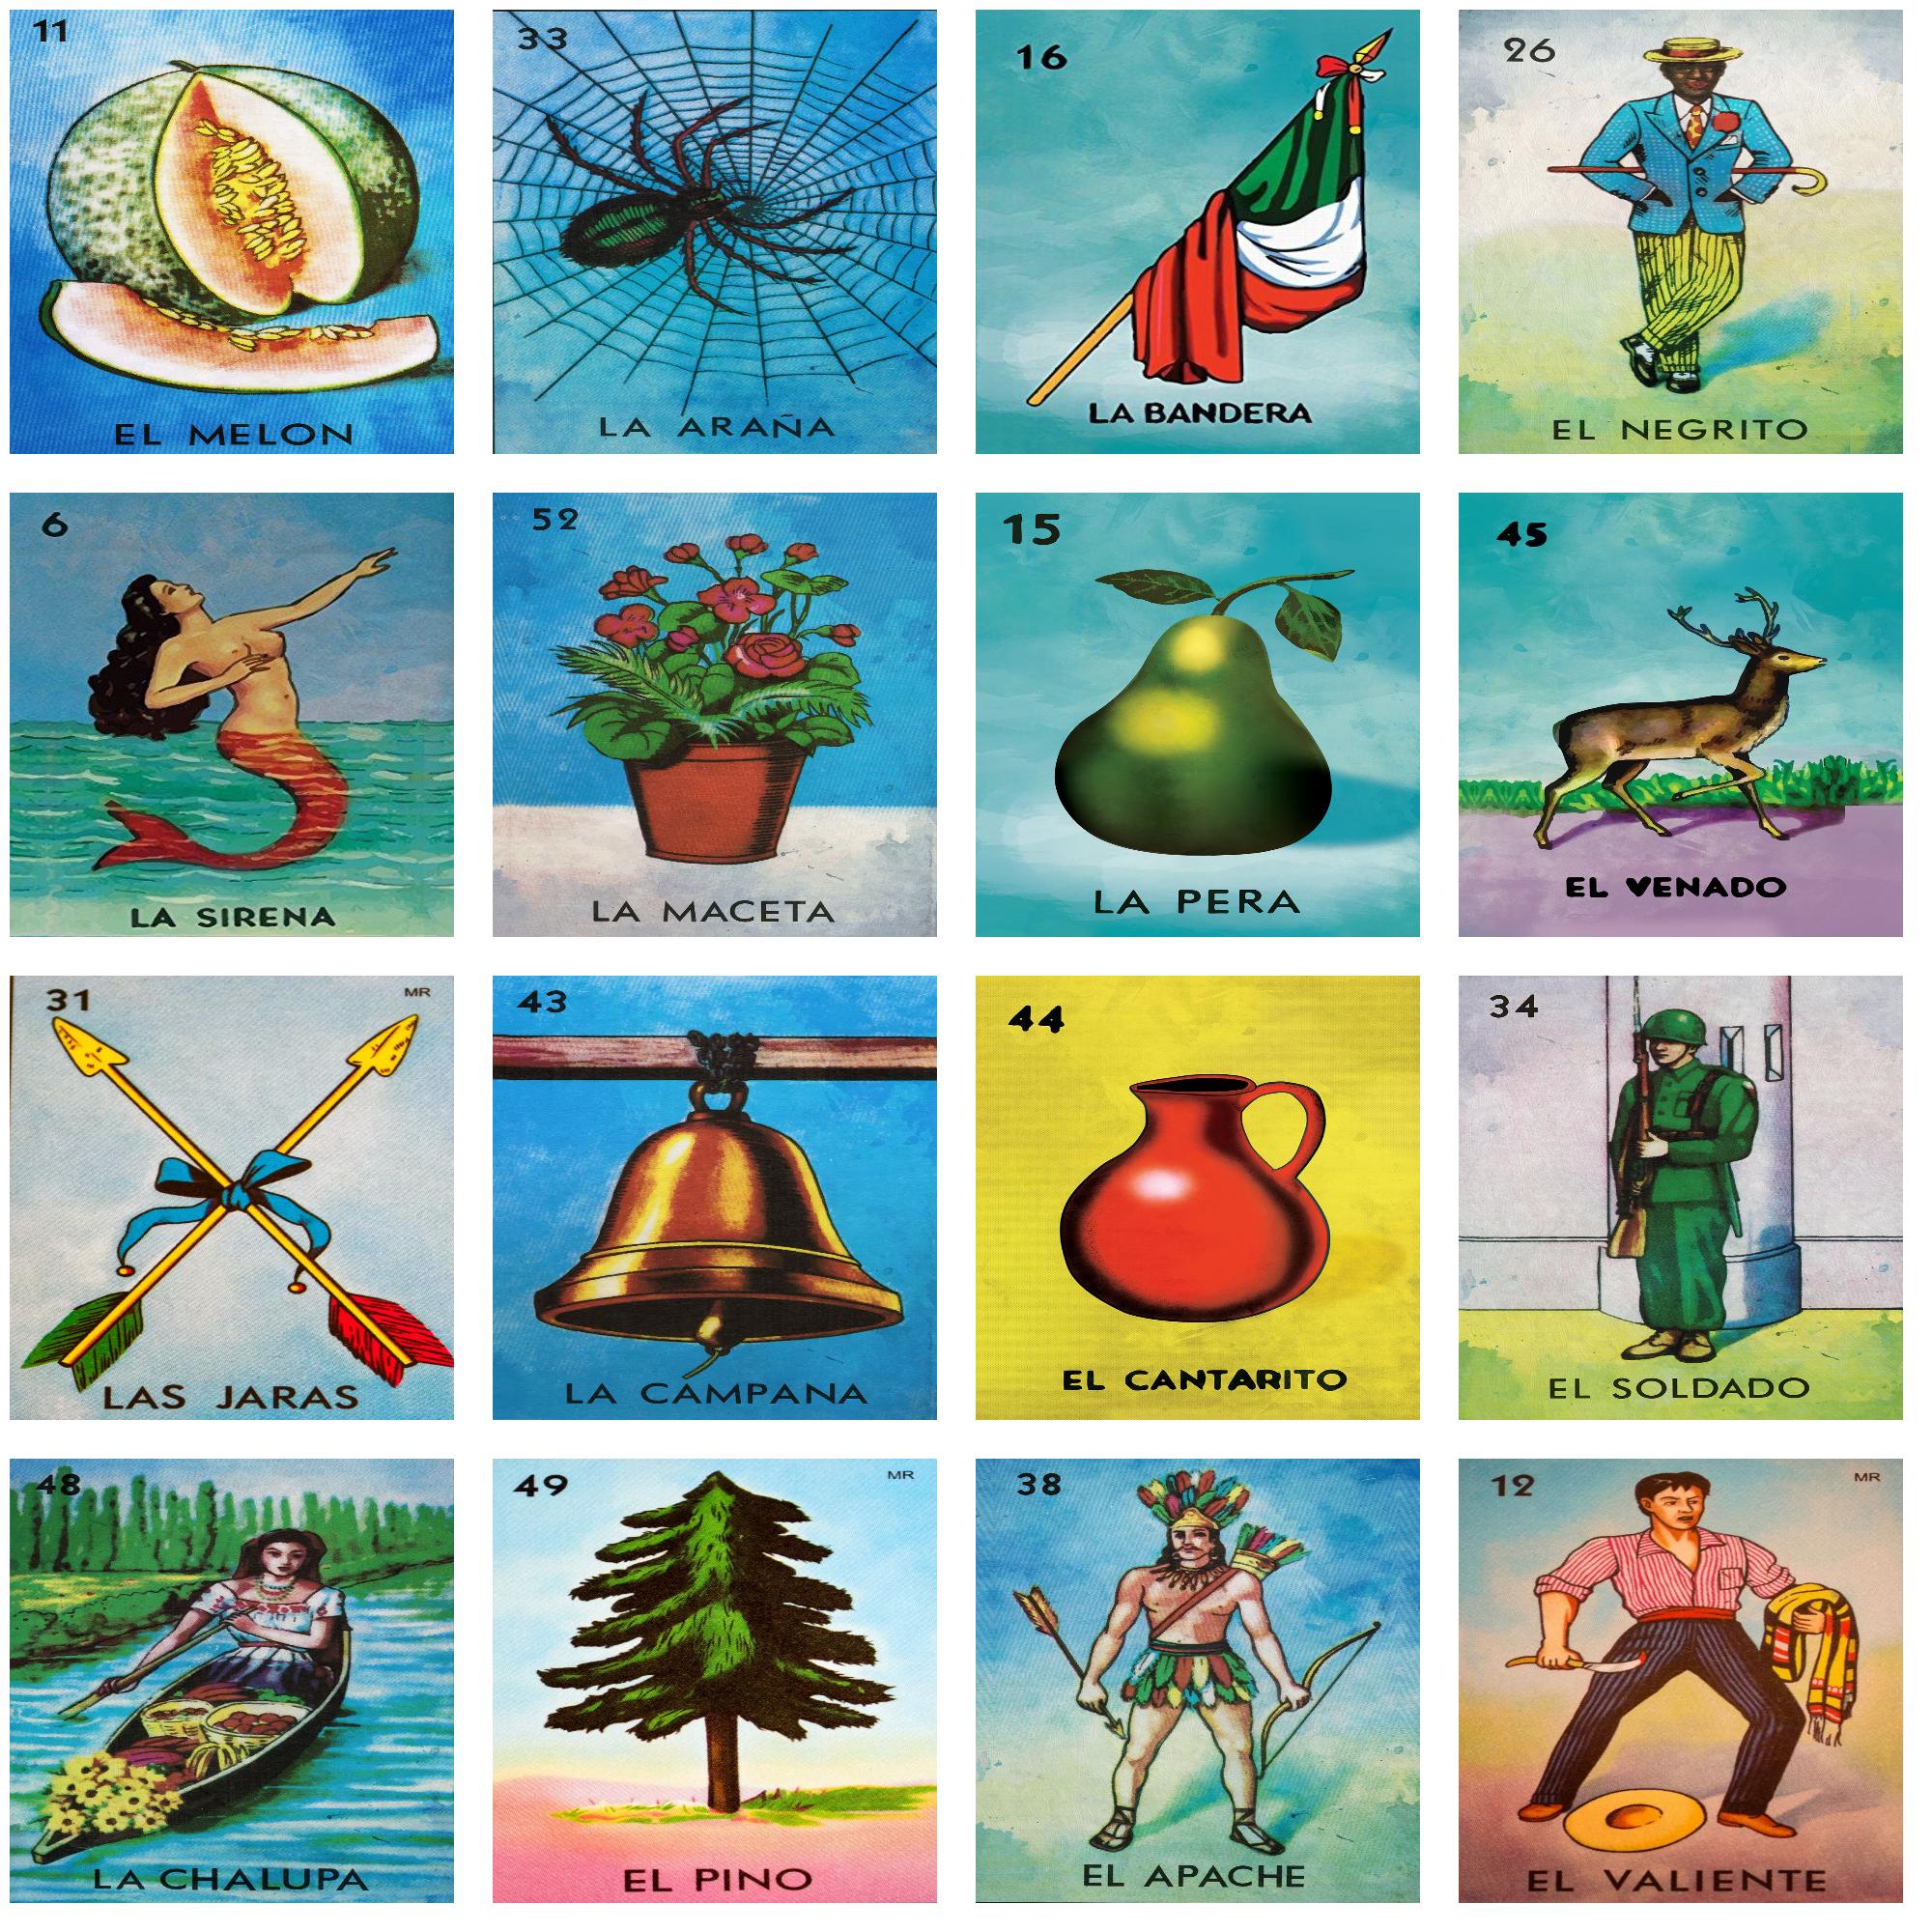 11
EL MELON
33
LA ARAÑA
16
LA BANDERA
26
EL NEGRITO
6
LA SIRENA
52
LA MACETA
15
LA PERA
45
EL VENADO
31
MR
LAS JARAS
43
LA CAMPANA
44
EL CANTARITO
34
EL SOLDADO
48
LA CHALUPA
49
MR
EL PINO
38
EL APACHE
12
MR
EL VALIENTE